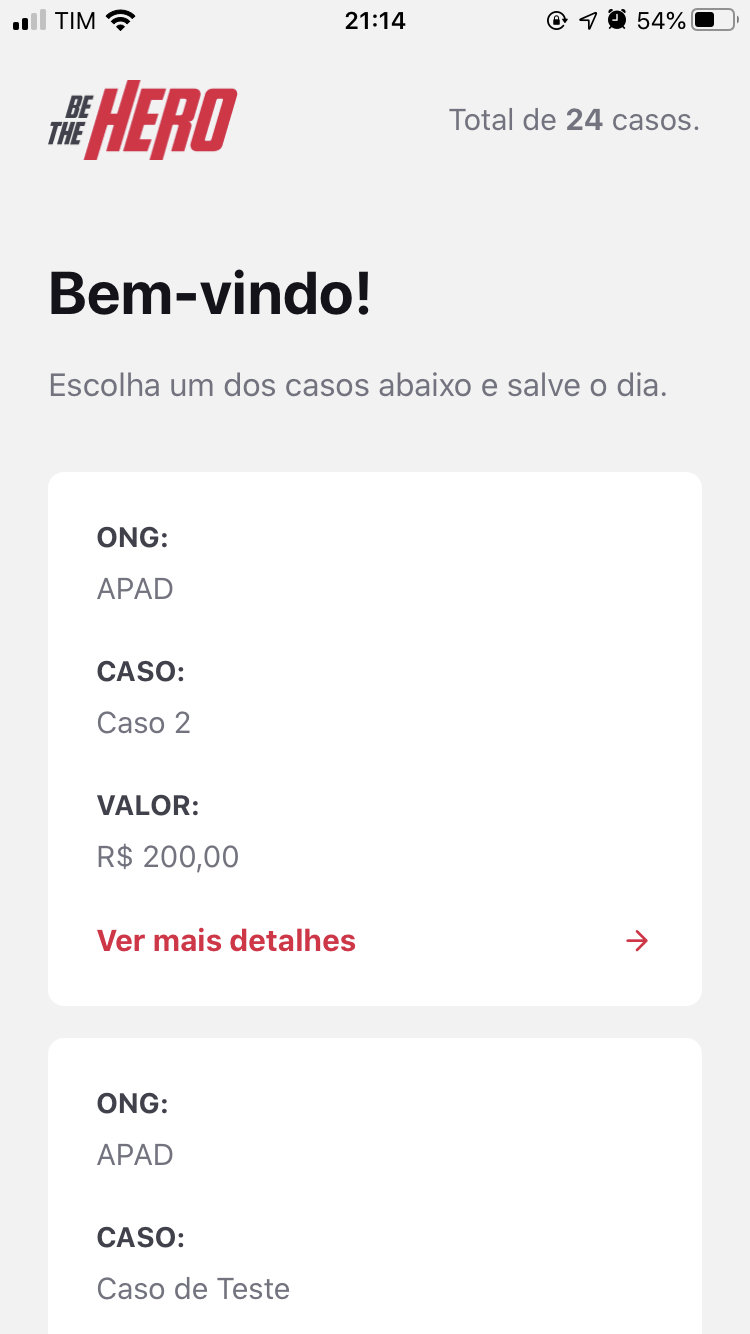 TIM 21:14 54%
BE THE HERO
Total de 24 casos.
Bem-vindo!
Escolha um dos casos abaixo e salve o dia.
ONG:
APAD
CASO:
Caso 2
VALOR:
R$ 200,00
Ver mais detalhes
ONG:
APAD
CASO:
Caso de Teste